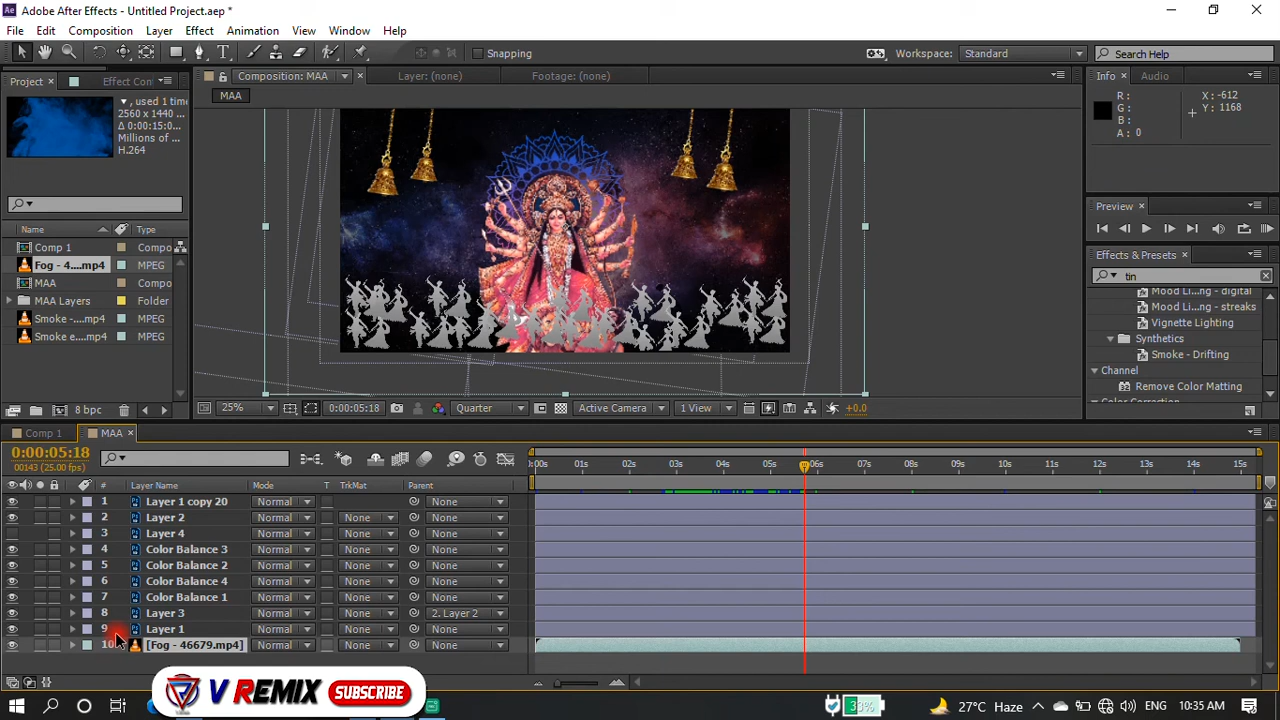 Adobe After Effects - Untitled Project.aep *
File Edit Composition Layer Effect Animation View Window Help
Snapping
Workspace: Standard
Search Help
Project
Effect Con
Composition: MAA
Layer: (none)
Footage: (none)
Info
Audio
MAA
▼, used 1 time
2560 x 1440
Δ 0:00:15:0
Millions of
H.264
R :
G :
B :
A : 0
X : -612
Y : 1168
Preview
Name
Comp 1 Compo
Fog - 4....mp4 MPEG
MAA Compo
MAA Layers Folder
Smoke -....mp4 MPEG
Smoke e....mp4 MPEG
Effects & Presets
tin
Mood Li...ng - digital
Mood Li...ng - streaks
Vignette Lighting
Synthetics
Smoke - Drifting
Channel
Remove Color Matting
8 bpc
25%
0:00:05:18
Quarter
Active Camera
1 View
+0.0
Comp 1
MAA
0:00:05:18
00143 (25.00 fps)
:00s 01s 02s 03s 04s 05s 06s 07s 08s 09s 10s 11s 12s 13s 14s 15s
# Layer Name Mode T TrkMat Parent
1 Layer 1 copy 20 Normal None
2 Layer 2 Normal None None
3 Layer 4 Normal None None
4 Color Balance 3 Normal None None
5 Color Balance 2 Normal None None
6 Color Balance 4 Normal None None
7 Color Balance 1 Normal None None
8 Layer 3 Normal None 2. Layer 2
9 Layer 1 Normal None None
10 [Fog - 46679.mp4] Normal None None
V REMIX SUBSCRIBE
27°C Haze
ENG
10:35 AM